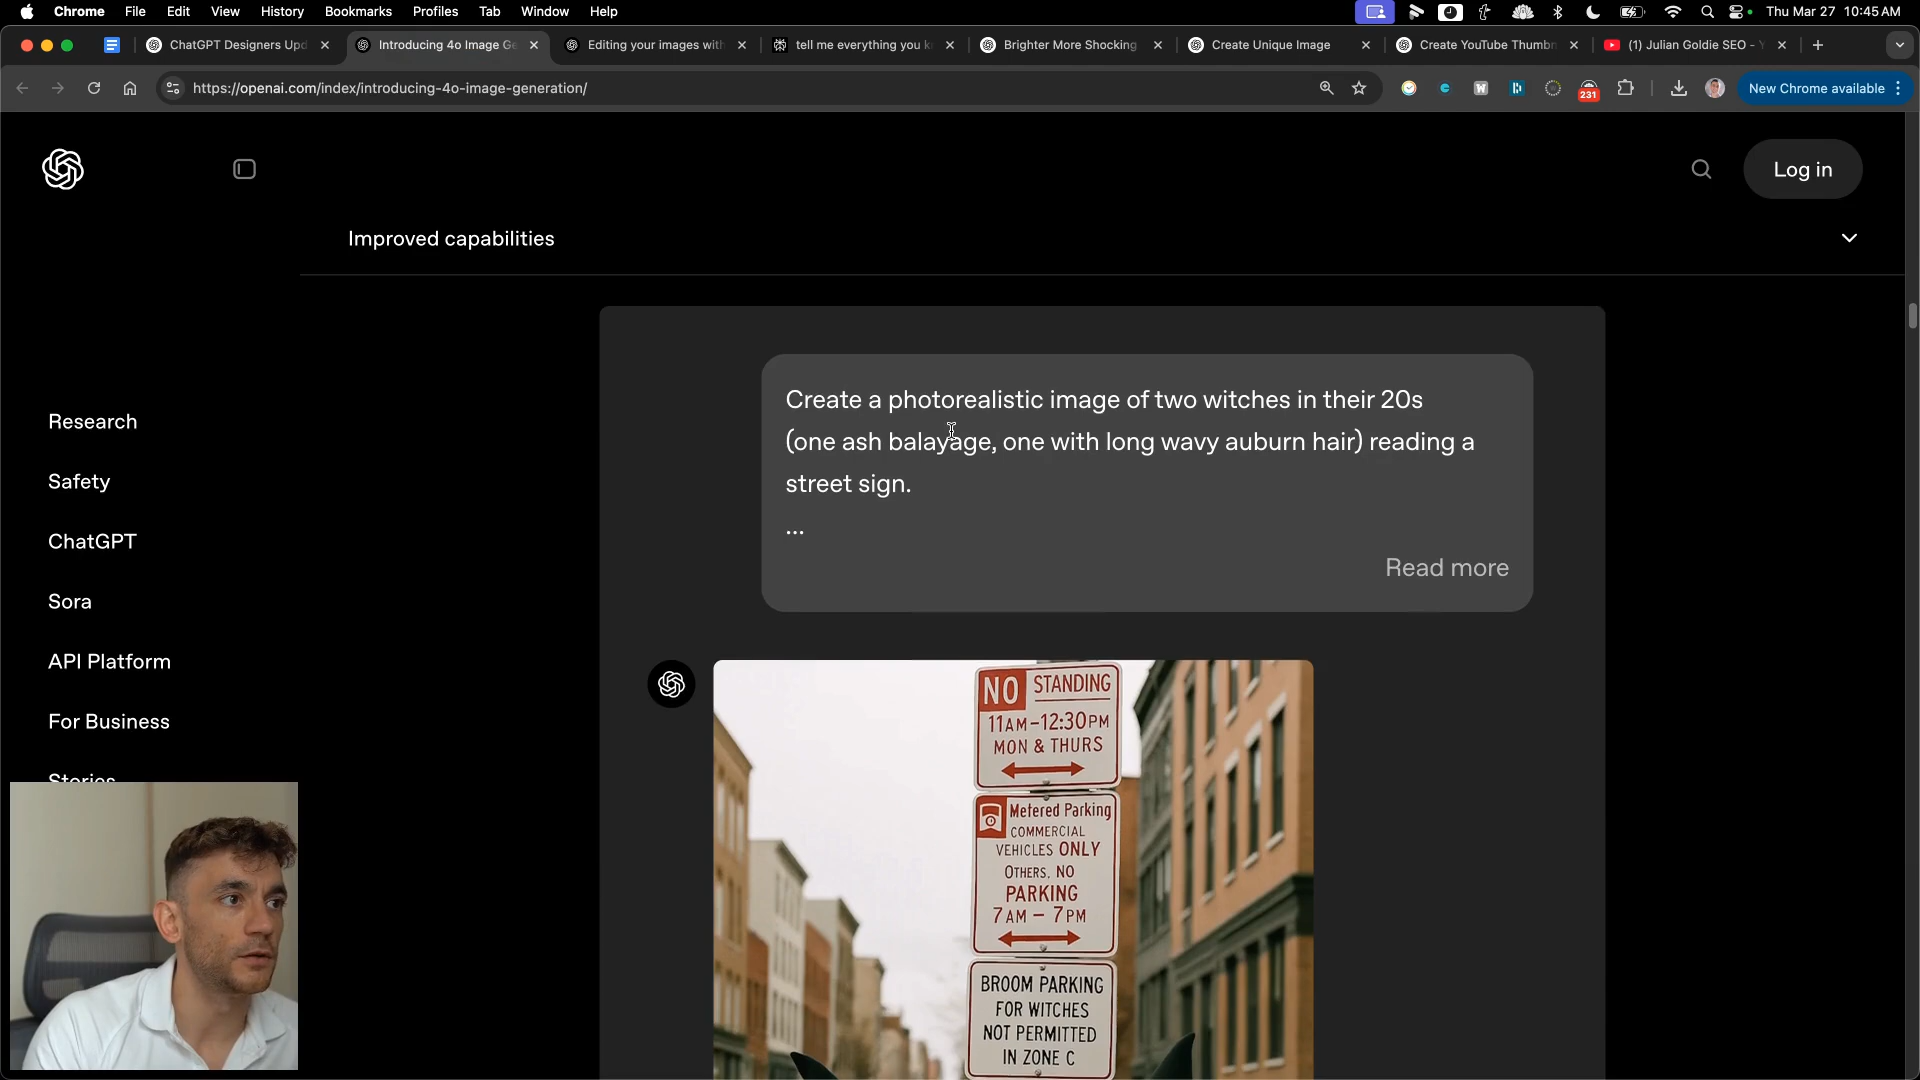 Chrome File Edit View History Bookmarks Profiles Tab Window Help
Thu Mar 27 10:45 AM
ChatGPT Designers Upd
Introducing 4o Image Ge
Editing your images with
tell me everything you k
Brighter More Shocking
Create Unique Image
Create YouTube Thumbn
(1) Julian Goldie SEO - Y
https://openai.com/index/introducing-4o-image-generation/
231
New Chrome available
Log in
Improved capabilities
Create a photorealistic image of two witches in their 20s
(one ash balayage, one with long wavy auburn hair) reading a
street sign.
...
Read more
Research
Safety
ChatGPT
Sora
API Platform
For Business
Stories
NO STANDING
11AM–12:30PM
MON & THURS
Metered Parking
COMMERCIAL
VEHICLES ONLY
OTHERS, NO
PARKING
7AM – 7PM
BROOM PARKING
FOR WITCHES
NOT PERMITTED
IN ZONE C